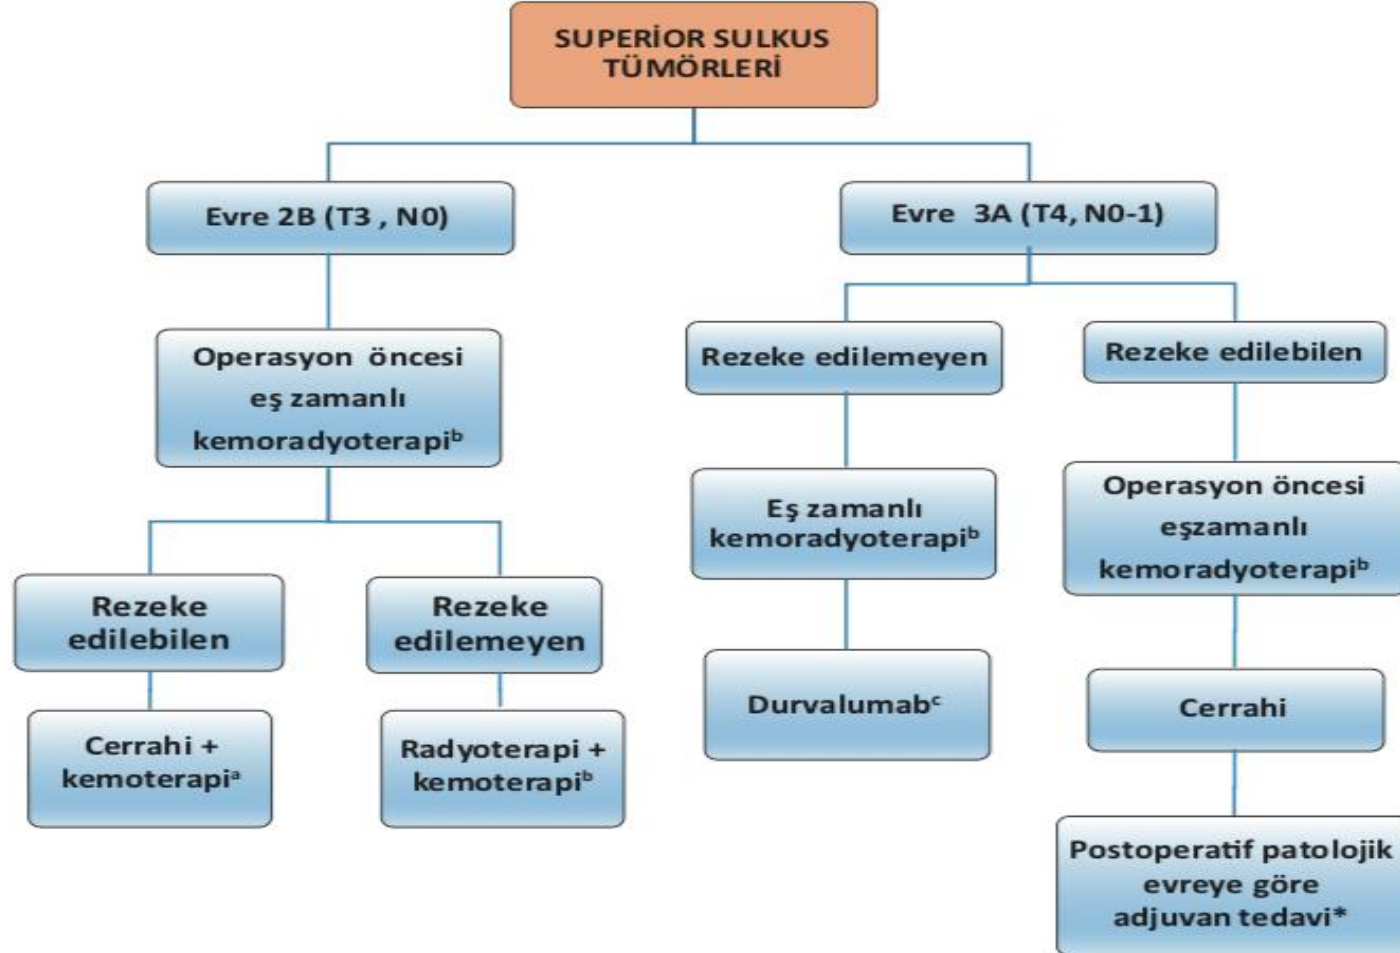 SUPERİOR SULKUS
TÜMÖRLERİ
Evre 2B (T3 , N0)
Evre 3A (T4, N0-1)
Operasyon öncesi
eş zamanlı
kemoradyoterapiᵇ
Rezeke edilemeyen
Rezeke edilebilen
Eş zamanlı
kemoradyoterapiᵇ
Operasyon öncesi
eşzamanlı
kemoradyoterapiᵇ
Rezeke
edilebilen
Rezeke
edilemeyen
Durvalumabᶜ
Cerrahi
Cerrahi +
kemoterapiᵃ
Radyoterapi +
kemoterapiᵇ
Postoperatif patolojik
evreye göre
adjuvan tedavi*